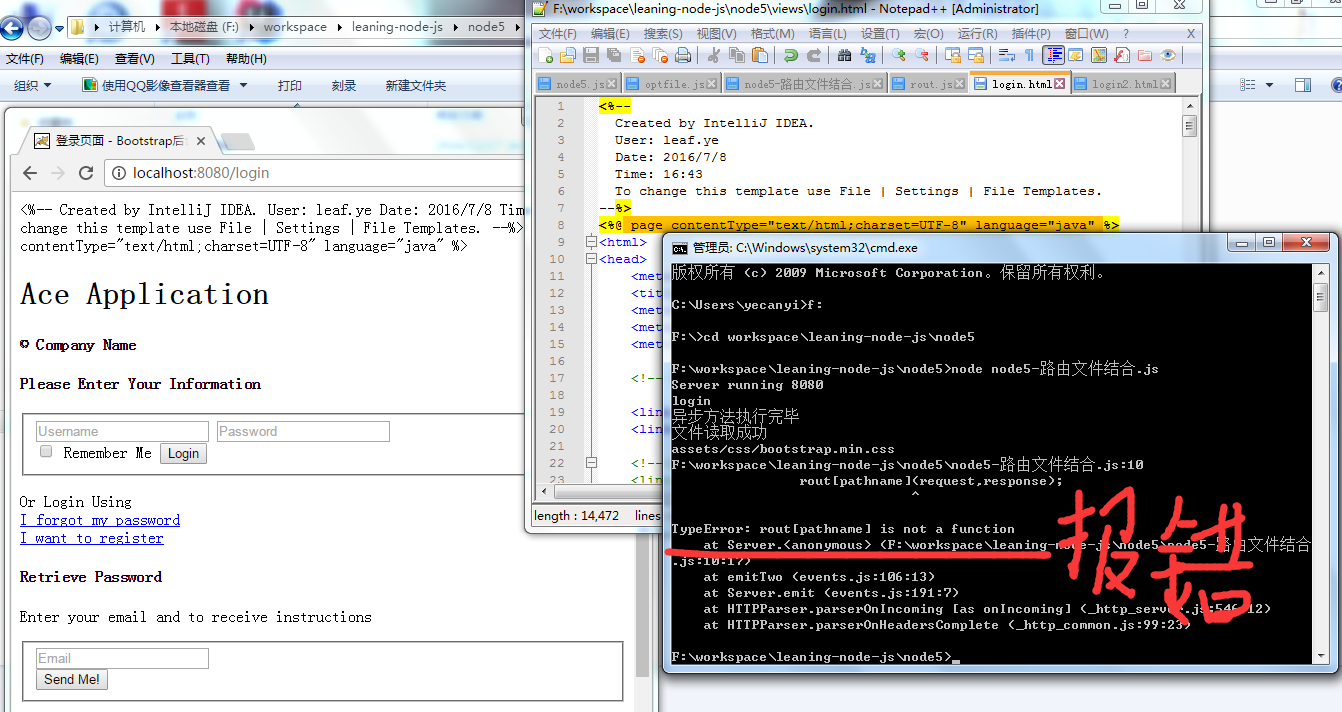 计算机 ▸ 本地磁盘 (F:) ▸ workspace ▸ leaning-node-js ▸ node5 ▸
文件(F) 编辑(E) 查看(V) 工具(T) 帮助(H)
组织 使用QQ影像查看器查看 打印 刻录 新建文件夹
登录页面 - Bootstrap后
localhost:8080/login
<%-- Created by IntelliJ IDEA. User: leaf.ye Date: 2016/7/8 Tim
change this template use File | Settings | File Templates. --%>
contentType="text/html;charset=UTF-8" language="java" %>
Ace Application
© Company Name
Please Enter Your Information
Username Password
Remember Me Login
Or Login Using
I forgot my password
I want to register
Retrieve Password
Enter your email and to receive instructions
Email
Send Me!
F:\workspace\leaning-node-js\node5\views\login.html - Notepad++ [Administrator]
文件(F) 编辑(E) 搜索(S) 视图(V) 格式(M) 语言(L) 设置(T) 宏(O) 运行(R) 插件(P) 窗口(W) ? X
node5.js optfile.js node5-路由文件结合.js rout.js login.html login2.html
1 <%--
2 Created by IntelliJ IDEA.
3 User: leaf.ye
4 Date: 2016/7/8
5 Time: 16:43
6 To change this template use File | Settings | File Templates.
7 --%>
8 <%@ page contentType="text/html;charset=UTF-8" language="java" %>
9 <html>
10 <head>
11 <met
12 <tit
13 <met
14 <met
15 <met
16
17 <!--
18
19 <lin
20 <lin
21
22 <!--
23 <lin
length : 14,472 lines
管理员: C:\Windows\system32\cmd.exe
版权所有 (c) 2009 Microsoft Corporation。保留所有权利。
C:\Users\yecanyi>f:
F:\>cd workspace\leaning-node-js\node5
F:\workspace\leaning-node-js\node5>node node5-路由文件结合.js
Server running 8080
login
异步方法执行完毕
文件读取成功
assets/css/bootstrap.min.css
F:\workspace\leaning-node-js\node5\node5-路由文件结合.js:10
rout[pathname](request,response);
^
TypeError: rout[pathname] is not a function
at Server.<anonymous> (F:\workspace\leaning-node-js\node5\node5-路由文件结合
.js:10:17)
at emitTwo (events.js:106:13)
at Server.emit (events.js:191:7)
at HTTPParser.parserOnIncoming [as onIncoming] (_http_server.js:546:12)
at HTTPParser.parserOnHeadersComplete (_http_common.js:99:23)
F:\workspace\leaning-node-js\node5>_
报错